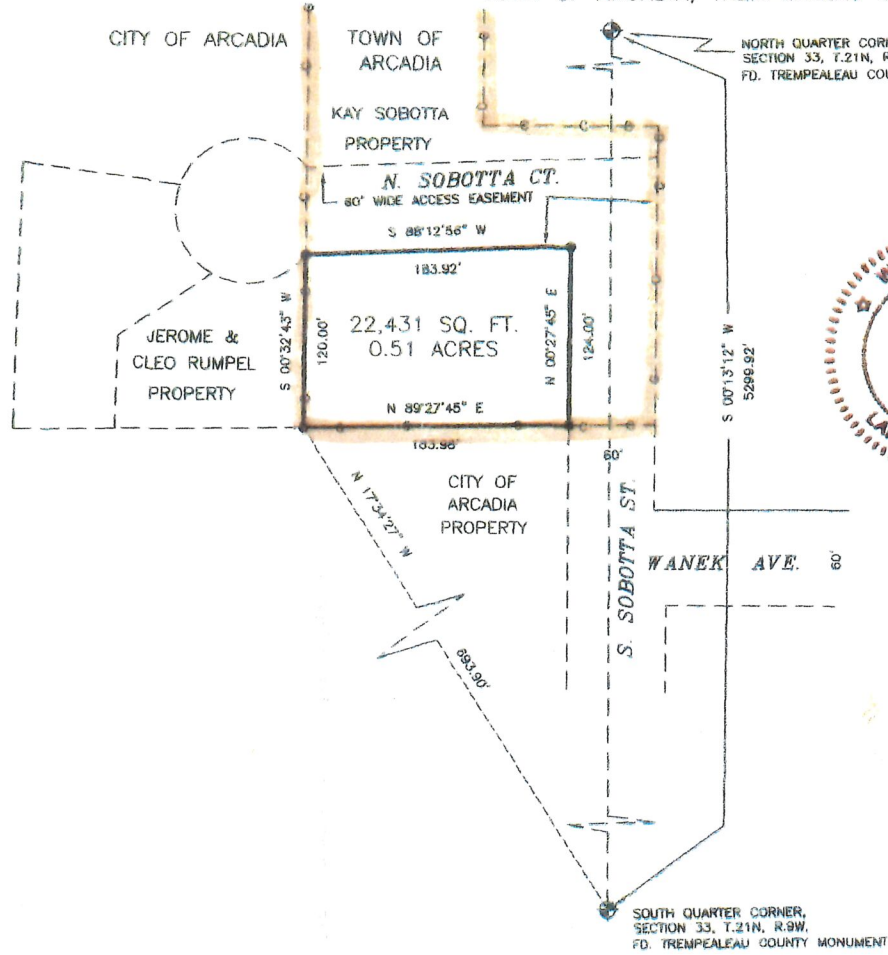 CITY OF ARCADIA
TOWN OF
ARCADIA
NORTH QUARTER
SECTION 33, T.21N,
FD. TREMPEALEAU
KAY SOBOTTA
PROPERTY
N. SOBOTTA CT.
60' WIDE ACCESS EASEMENT
S 88°12'56" W
183.92'
S 00°32'43" W
120.00'
22,431 SQ. FT.
0.51 ACRES
N 00°27'45" E
124.00'
JEROME &
CLEO RUMPEL
PROPERTY
N 89°27'45" E
183.98'
60'
S 00°13'12" W
5299.92'
LA
CITY OF
ARCADIA
PROPERTY
N 17°34'27" W
693.90'
S. SOBOTTA ST.
WANEK AVE.
60'
SOUTH QUARTER CORNER,
SECTION 33, T.21N, R.9W,
FD. TREMPEALEAU COUNTY MONUMENT